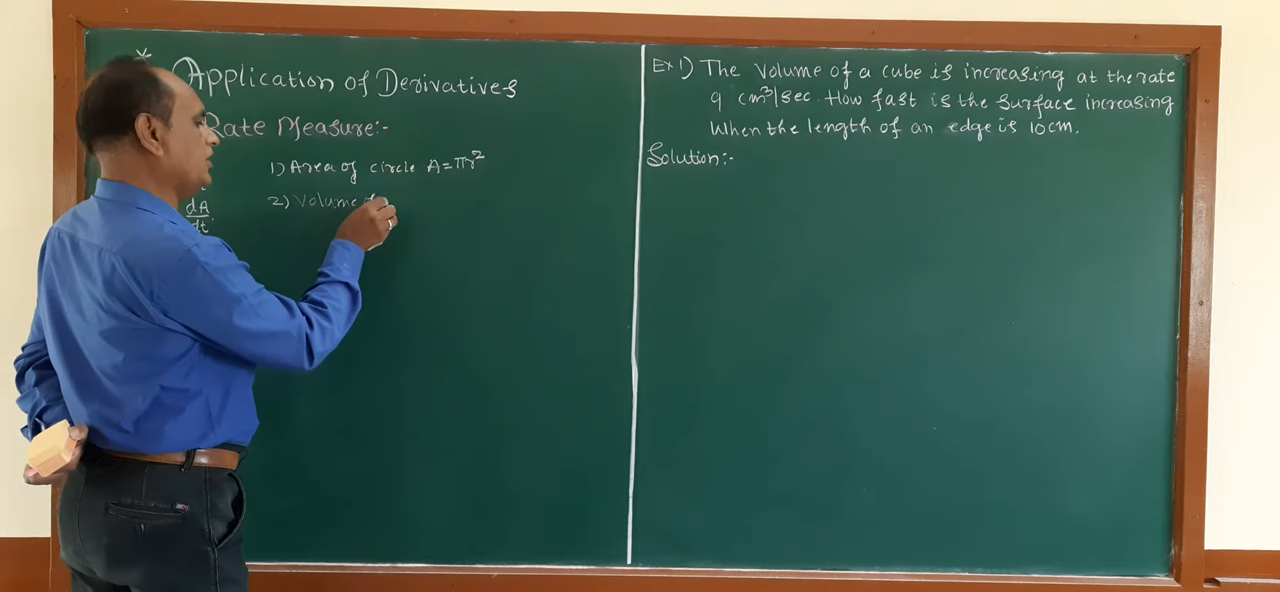 * Application of Derivatives
Rate Measure:-
1) Area of circle A=πr²
dA/dt
2) Volume of
Ex 1) The Volume of a cube is increasing at the rate
9 cm³/sec. How fast is the surface increasing
When the length of an edge is 10cm.
Solution:-